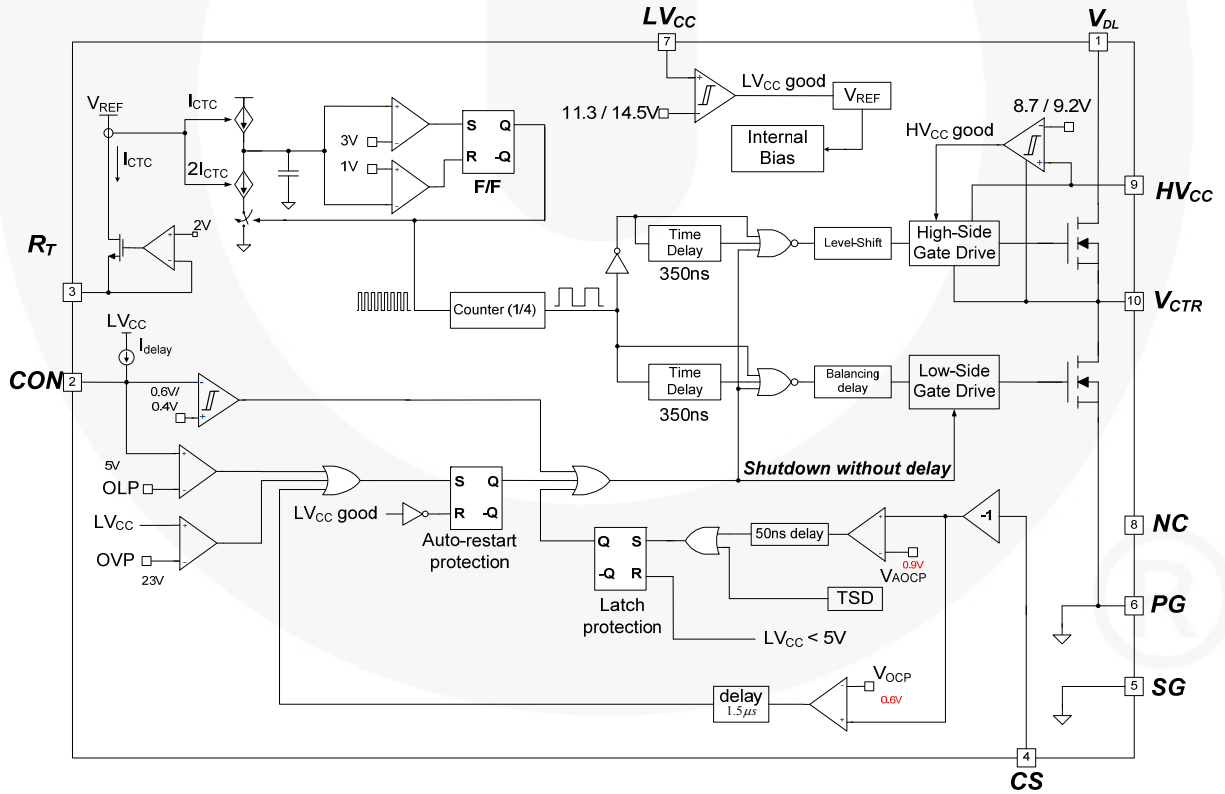 LVCC
VDL
7
1
VREF
ICTC
ICTC
2ICTC
3V
1V
S Q
R -Q
F/F
LVCC good
VREF
11.3 / 14.5V
Internal
Bias
8.7 / 9.2V
HVCC good
9
HVCC
RT
2V
3
Time
Delay
350ns
Level-Shift
High-Side
Gate Drive
Counter (1/4)
10
VCTR
LVCC
Idelay
CON
2
0.6V/
0.4V
Time
Delay
350ns
Balancing
delay
Low-Side
Gate Drive
5V
OLP
Shutdown without delay
S Q
R -Q
LVCC good
Auto-restart
protection
LVCC
OVP
23V
Q S
-Q R
Latch
protection
50ns delay
-1
0.9V
VAOCP
TSD
LVCC < 5V
8
NC
6
PG
VOCP
0.6V
delay
1.5μs
5
SG
4
CS
R